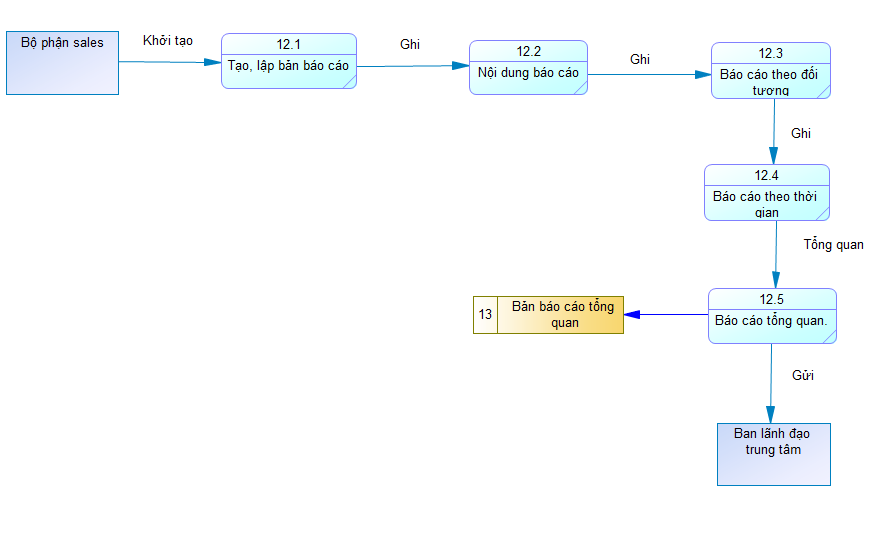 Bộ phận sales
Khởi tạo
12.1
Tạo, lập bản báo cáo
Ghi
12.2
Nội dung báo cáo
Ghi
12.3
Báo cáo theo đối
tượng
Ghi
12.4
Báo cáo theo thời
gian
Tổng quan
12.5
Báo cáo tổng quan.
13
Bản báo cáo tổng
quan
Gửi
Ban lãnh đạo
trung tâm